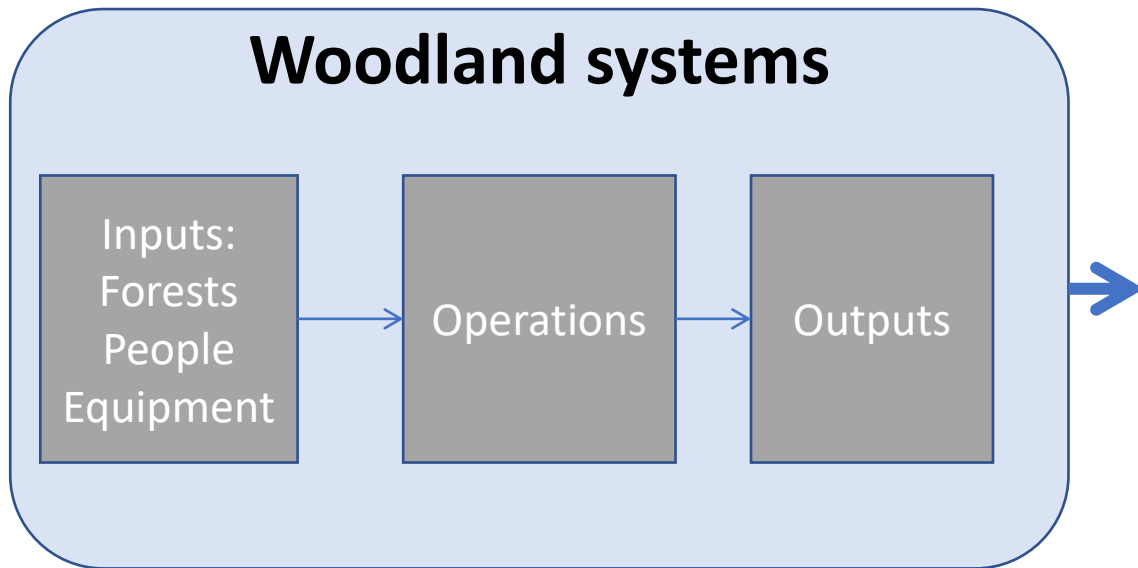 Woodland systems
Inputs:
Forests
People
Equipment
Operations
Outputs